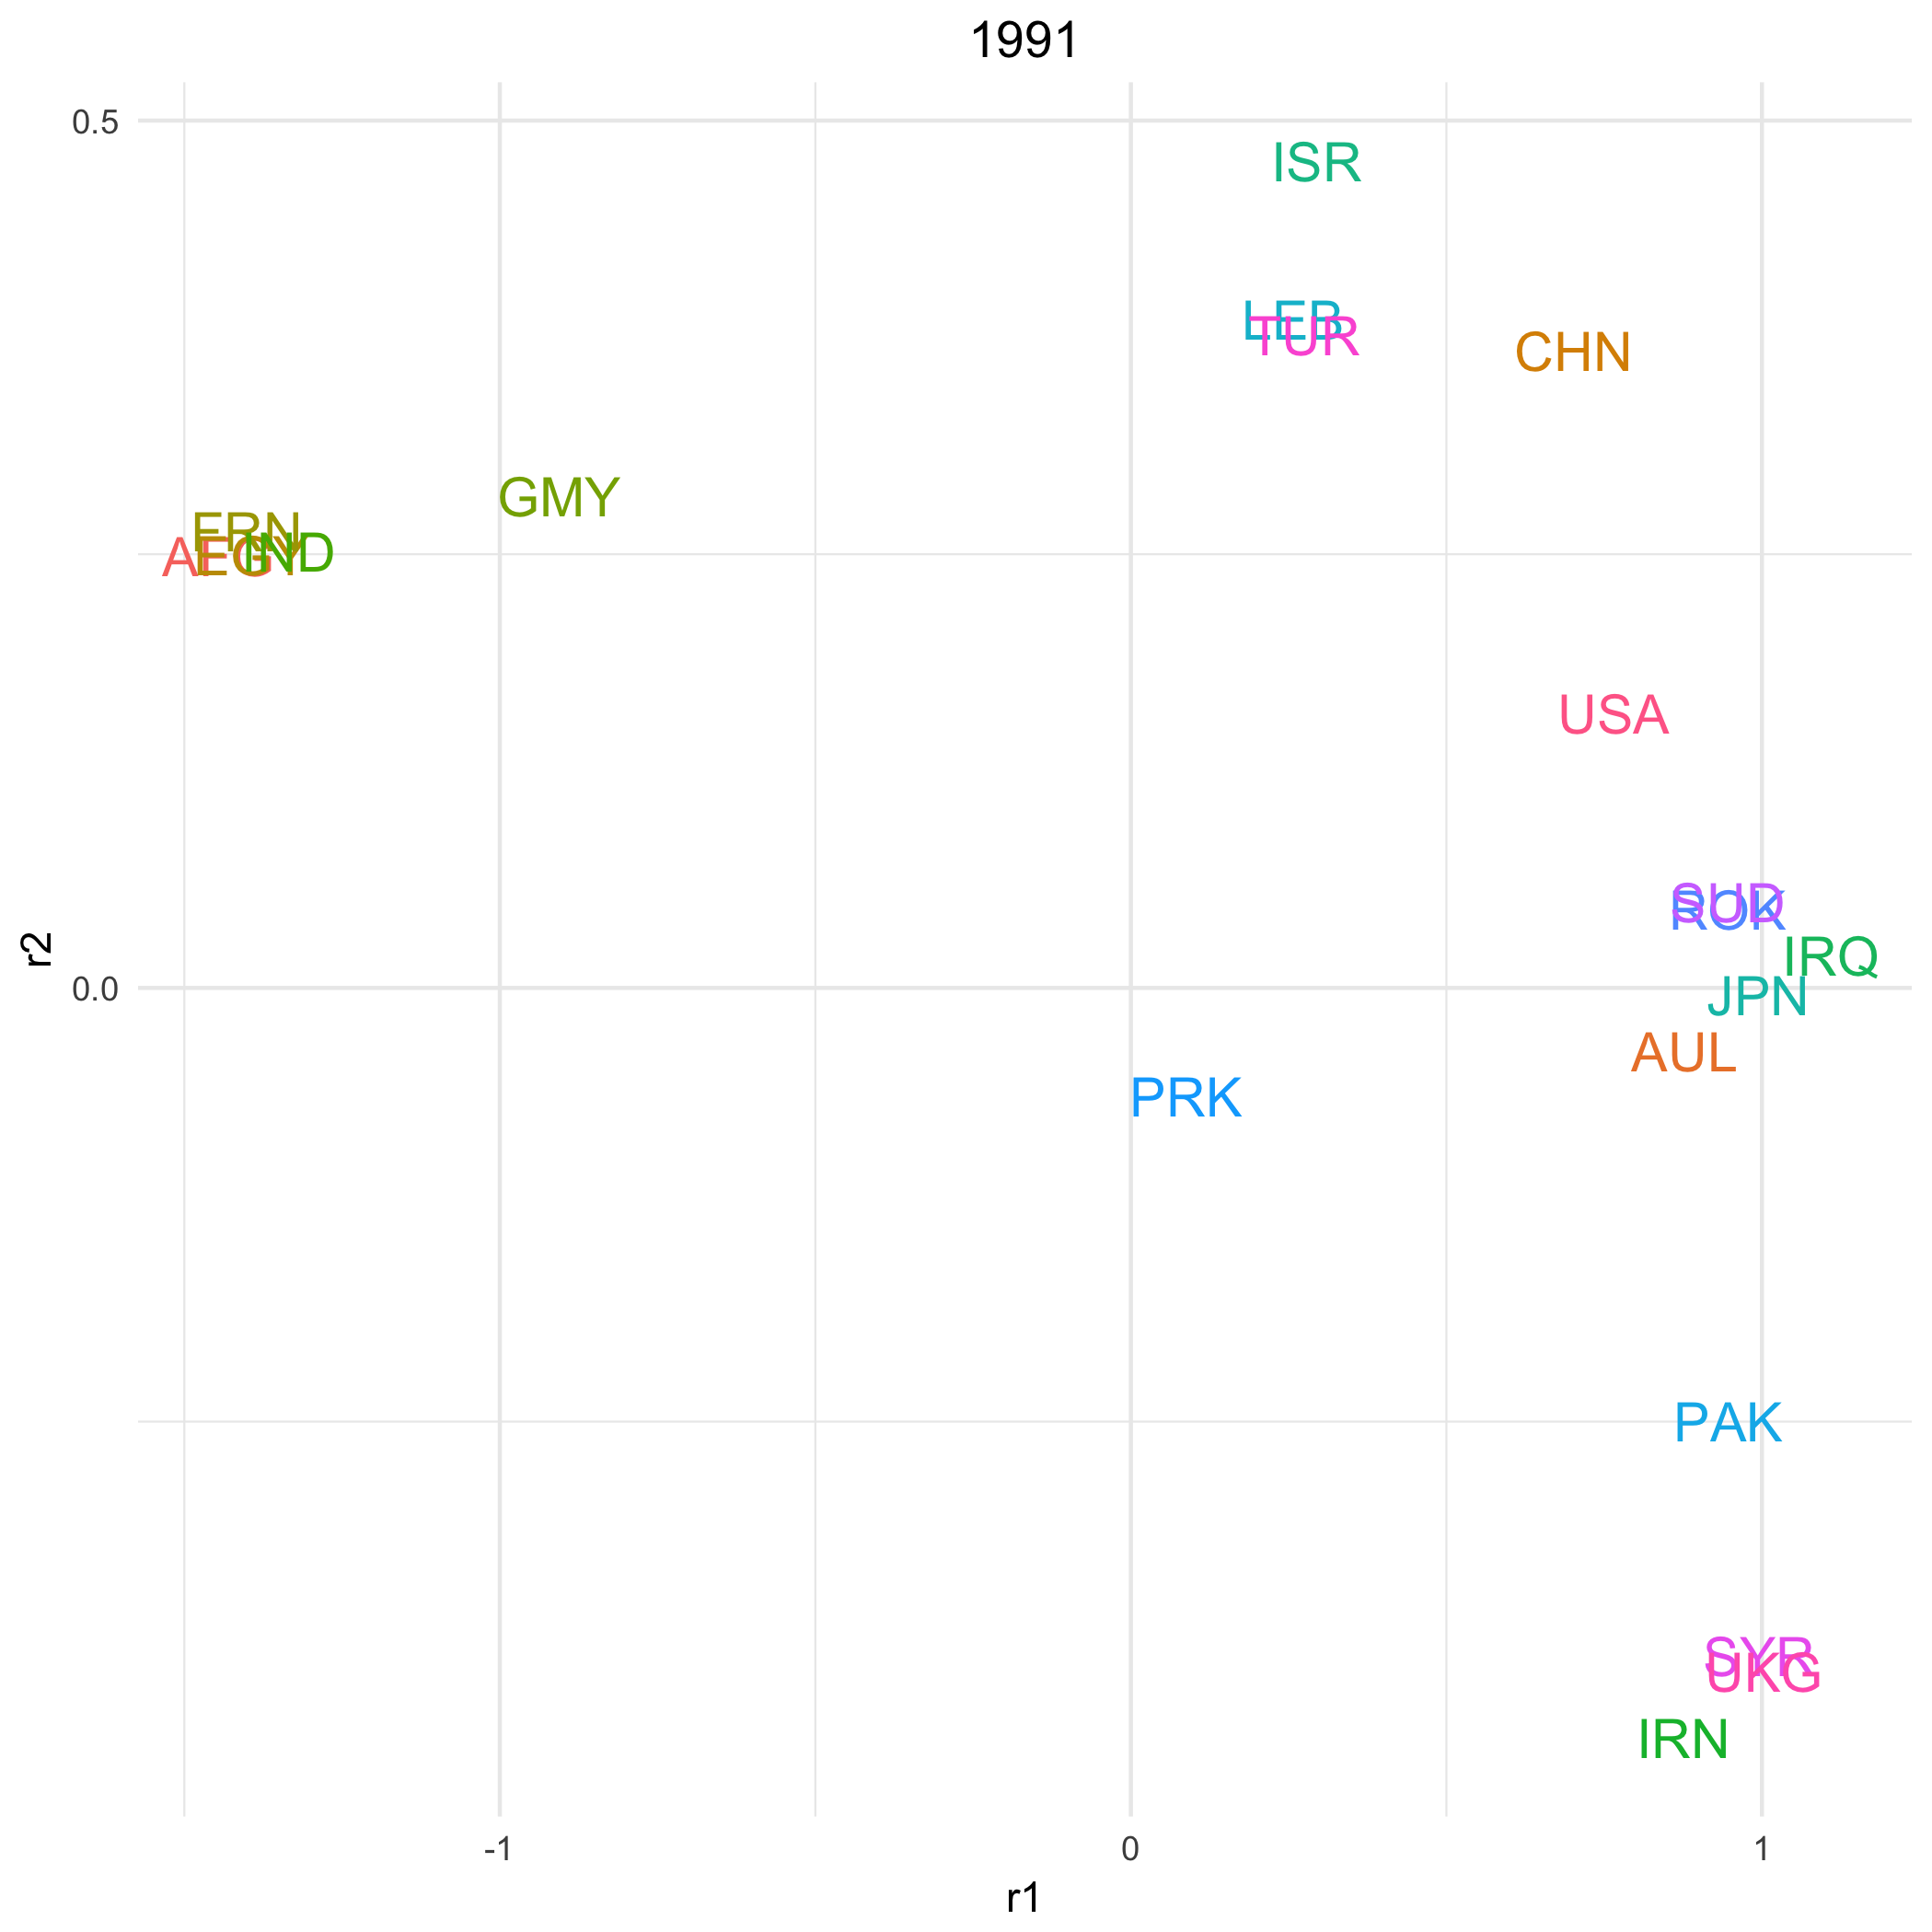 1991
0.5
ISR
LEB
TUR
CHN
GMY
EGY
IND
USA
SUD
ROK
IRQ
r2
0.0
JPN
AUL
PRK
PAK
SYR
UKG
IRN
-1
0
1
r1